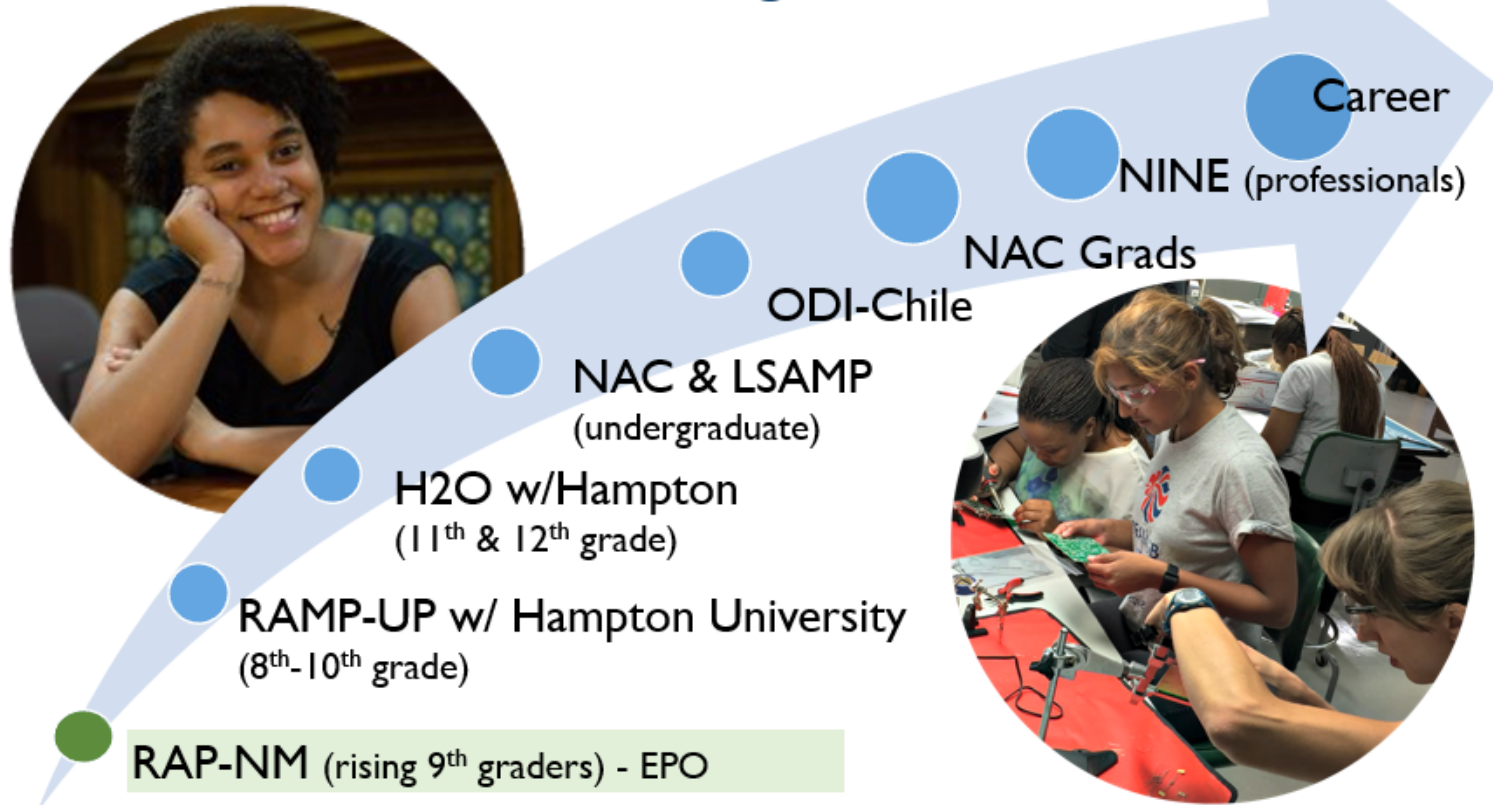 Career
NINE (professionals)
NAC Grads
ODI-Chile
NAC & LSAMP
(undergraduate)
H2O w/Hampton
(11th & 12th grade)
RAMP-UP w/ Hampton University
(8th-10th grade)
RAP-NM (rising 9th graders) - EPO